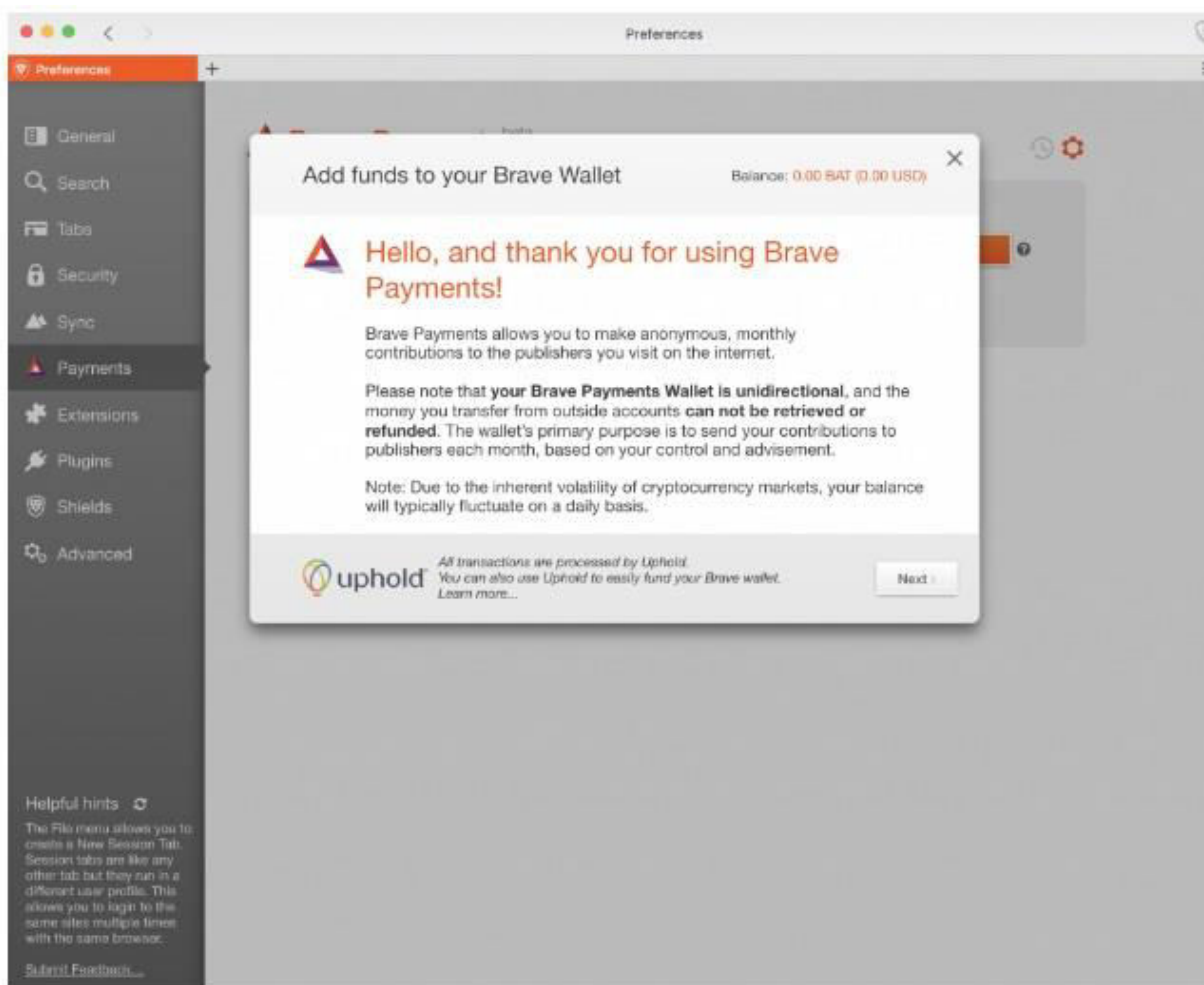 Preferences
Preferences
+
General
Search
Tabs
Security
Sync
Payments
Extensions
Plugins
Shields
Advanced
beta
Add funds to your Brave Wallet
Balance: 0.00 BAT (0.00 USD)
Hello, and thank you for using Brave
Payments!
Brave Payments allows you to make anonymous, monthly
contributions to the publishers you visit on the internet.
Please note that your Brave Payments Wallet is unidirectional, and the
money you transfer from outside accounts can not be retrieved or
refunded. The wallet's primary purpose is to send your contributions to
publishers each month, based on your control and advisement.
Note: Due to the inherent volatility of cryptocurrency markets, your balance
will typically fluctuate on a daily basis.
uphold
All transactions are processed by Uphold.
You can also use Uphold to easily fund your Brave wallet.
Learn more...
Next
Helpful hints
The File menu allows you to
create a New Session Tab.
Session tabs are like any
other tab but they run in a
different user profile. This
allows you to login to the
same sites multiple times
with the same browser.
Submit Feedback...